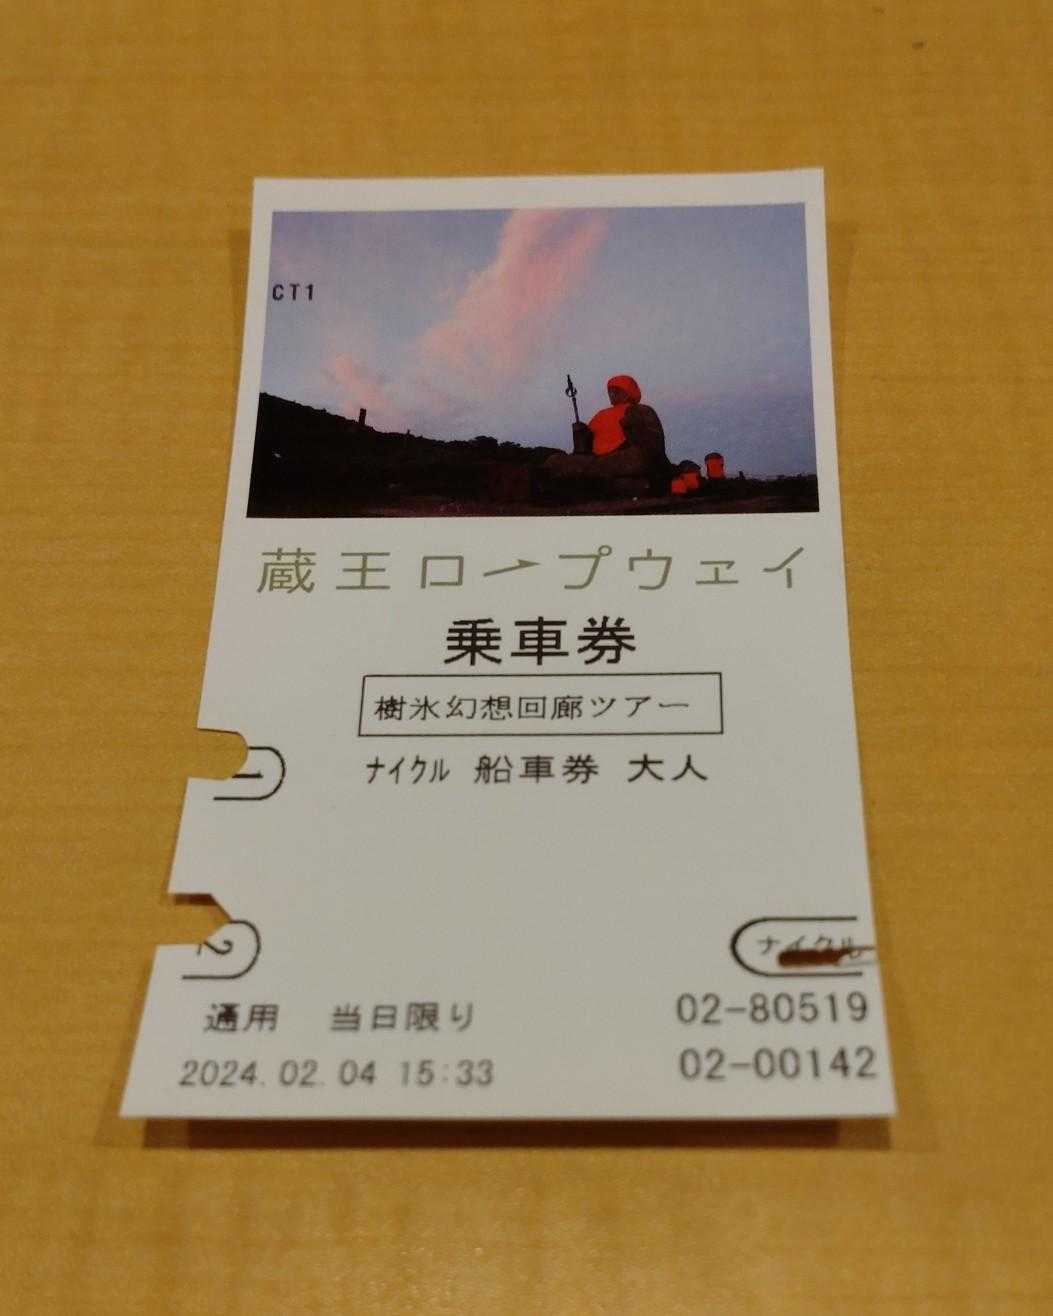 CT1
蔵王ロープウェイ
乗車券
樹氷幻想回廊ツアー
ナイクル 船車券 大人
1
2
ナイクル
通用 当日限り
02-80519
2024.02.04 15:33
02-00142